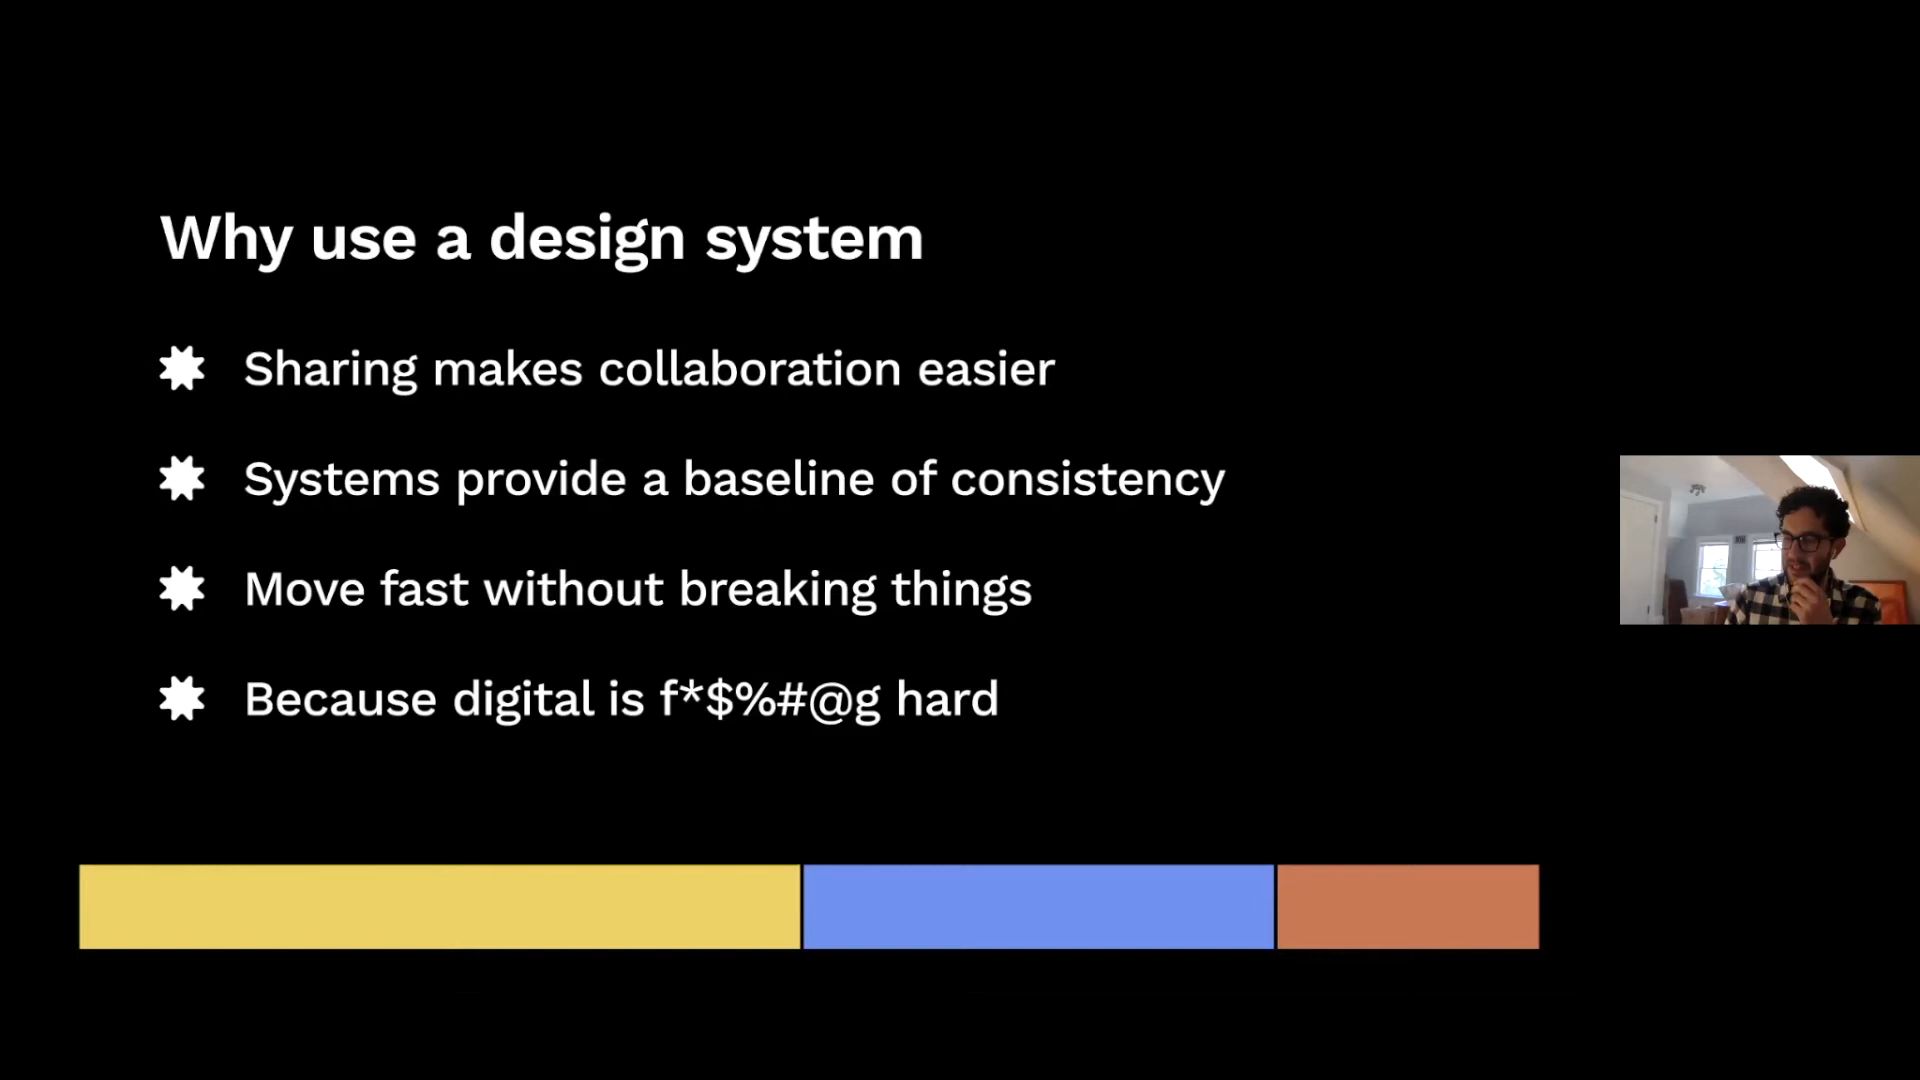 Why use a design system
Sharing makes collaboration easier
Systems provide a baseline of consistency
Move fast without breaking things
Because digital is f*$%#@g hard